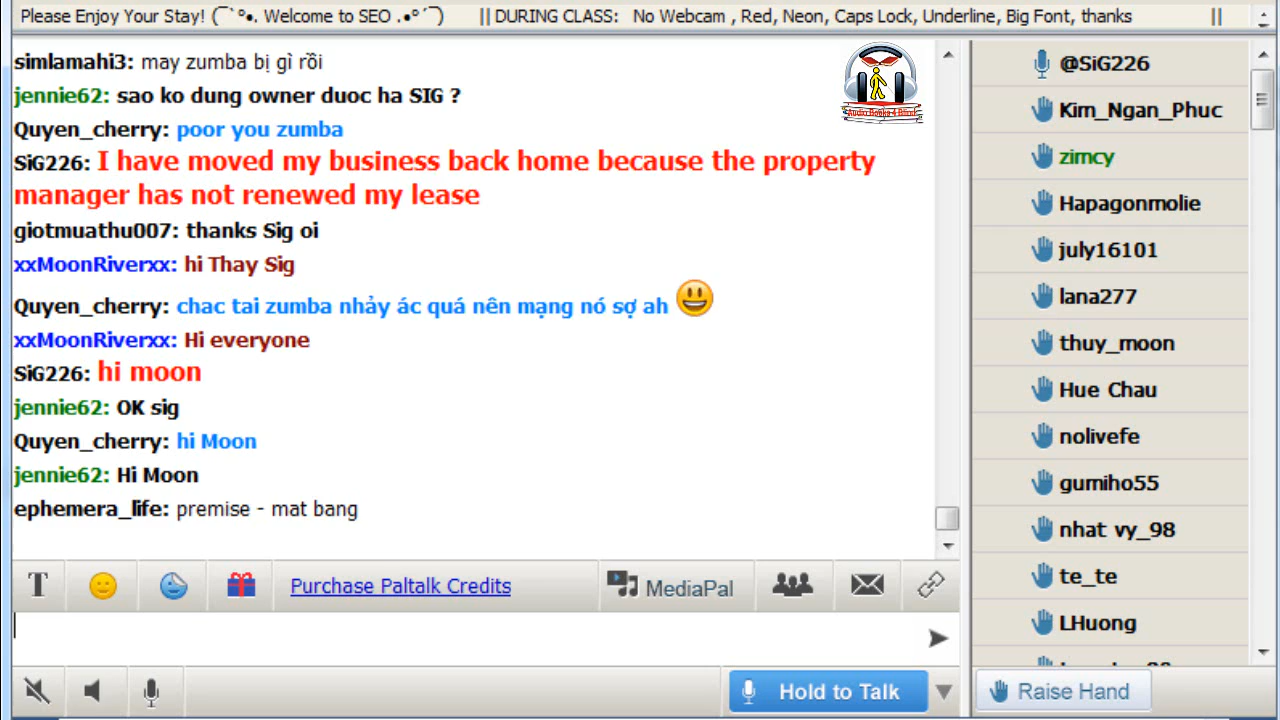 Please Enjoy Your Stay! (¯`°•. Welcome to SEO .•°´¯) || DURING CLASS: No Webcam , Red, Neon, Caps Lock, Underline, Big Font, thanks ||
simlamahi3: may zumba bị gì rồi
jennie62: sao ko dung owner duoc ha SIG ?
Quyen_cherry: poor you zumba
SiG226: I have moved my business back home because the property
manager has not renewed my lease
giotmuathu007: thanks Sig oi
xxMoonRiverxx: hi Thay Sig
Quyen_cherry: chac tai zumba nhảy ác quá nên mạng nó sợ ah
xxMoonRiverxx: Hi everyone
SiG226: hi moon
jennie62: OK sig
Quyen_cherry: hi Moon
jennie62: Hi Moon
ephemera_life: premise - mat bang
Audio Books 4 Blind
T
Purchase Paltalk Credits
MediaPal
Hold to Talk
@SiG226
Kim_Ngan_Phuc
zimcy
Hapagonmolie
july16101
lana277
thuy_moon
Hue Chau
nolivefe
gumiho55
nhat vy_98
te_te
LHuong
Raise Hand